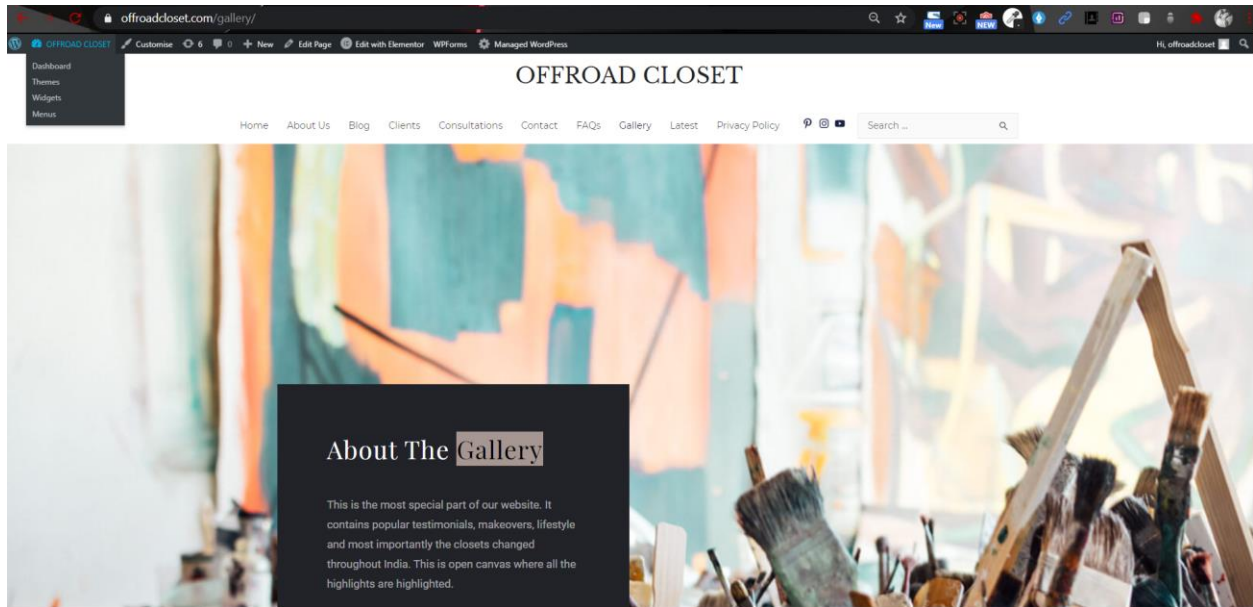 offroadcloset.com/gallery/
New
NEW
OFFROAD CLOSET Customise 6 0 + New Edit Page Edit with Elementor WPForms Managed WordPress Hi, offroadcloset
Dashboard
Themes
Widgets
Menus
OFFROAD CLOSET
Home About Us Blog Clients Consultations Contact FAQs Gallery Latest Privacy Policy Search ...
About The Gallery
This is the most special part of our website. It
contains popular testimonials, makeovers, lifestyle
and most importantly the closets changed
throughout India. This is open canvas where all the
highlights are highlighted.